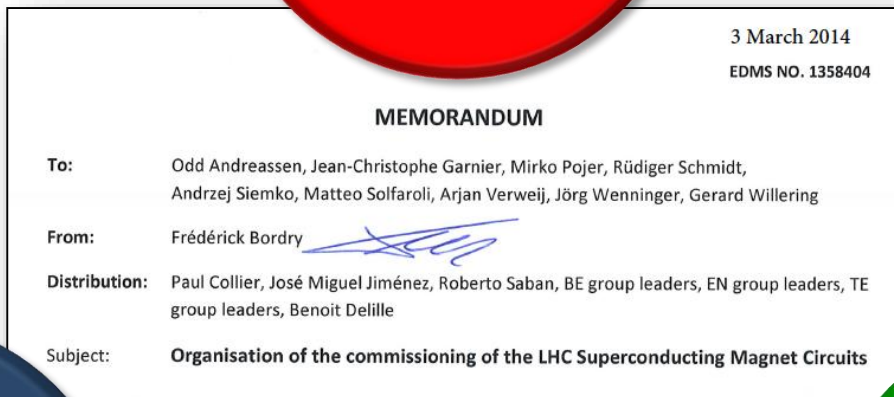 3 March 2014
EDMS NO. 1358404
MEMORANDUM
To: Odd Andreassen, Jean-Christophe Garnier, Mirko Pojer, Rüdiger Schmidt,
Andrzej Siemko, Matteo Solfaroli, Arjan Verweij, Jörg Wenninger, Gerard Willering
From: Frédérick Bordry
Distribution: Paul Collier, José Miguel Jiménez, Roberto Saban, BE group leaders, EN group leaders, TE
group leaders, Benoit Delille
Subject: Organisation of the commissioning of the LHC Superconducting Magnet Circuits